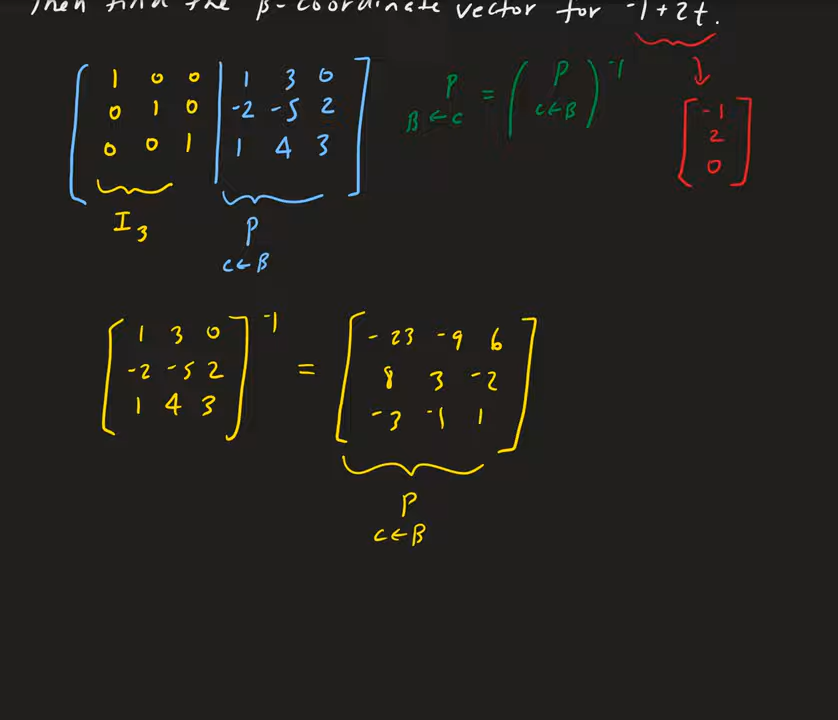 Then find the β-coordinate vector for -1+2t.
[ 1 0 0 | 1 3 0
0 1 0 | -2 -5 2
0 0 1 | 1 4 3 ]
I₃
P
C←B
P = ( P )⁻¹
B←C C←B
[ -1
2
0 ]
[ 1 3 0
-2 -5 2
1 4 3 ]⁻¹
=
[ -23 -9 6
8 3 -2
-3 -1 1 ]
P
C←B